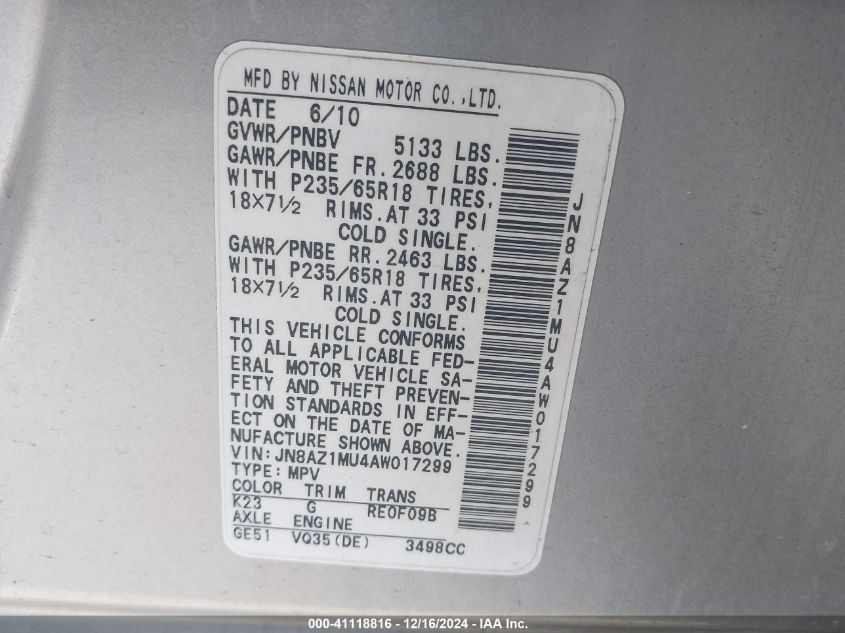 MFD BY NISSAN MOTOR CO.,LTD.
DATE 6/10
GVWR/PNBV 5133 LBS.
GAWR/PNBE FR. 2688 LBS.
WITH P235/65R18 TIRES,
18X7½ RIMS.AT 33 PSI
COLD SINGLE.
GAWR/PNBE RR. 2463 LBS.
WITH P235/65R18 TIRES,
18X7½ RIMS.AT 33 PSI
COLD SINGLE.
THIS VEHICLE CONFORMS
TO ALL APPLICABLE FED-
ERAL MOTOR VEHICLE SA-
FETY AND THEFT PREVEN-
TION STANDARDS IN EFF-
ECT ON THE DATE OF MA-
NUFACTURE SHOWN ABOVE.
VIN:JN8AZ1MU4AW017299
TYPE:MPV
COLOR TRIM TRANS
K23 G RE0F09B
AXLE ENGINE
GE51 VQ35(DE) 3498CC
JN8AZ1MU4AW017299
000-41118816 - 12/16/2024 - IAA Inc.